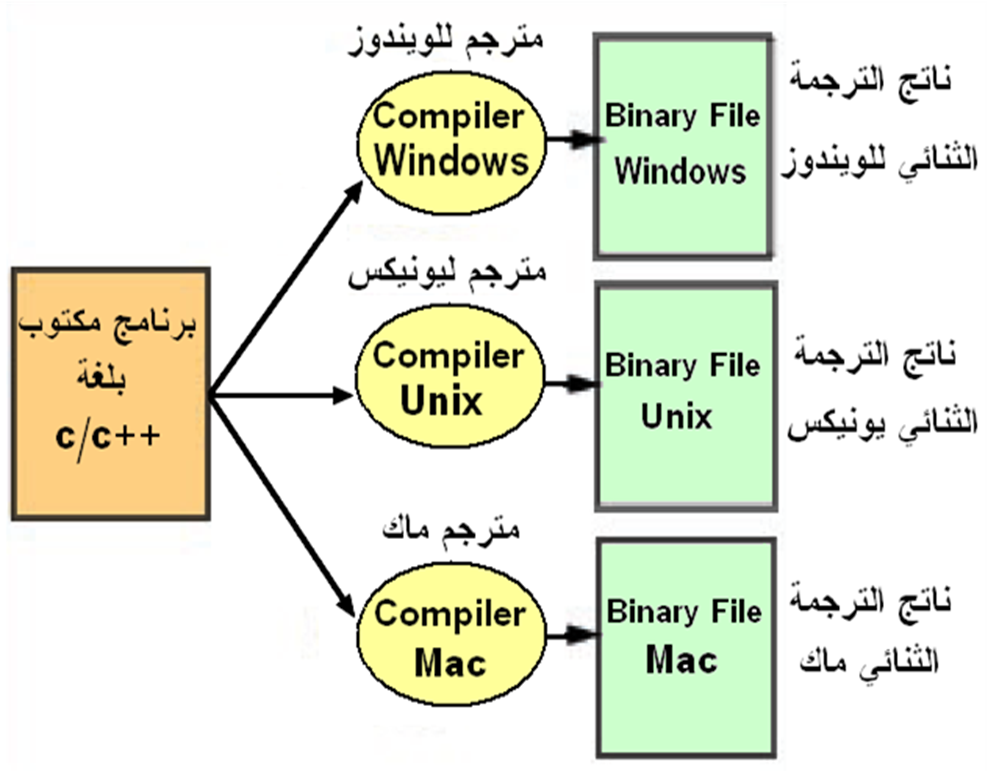 برنامج مكتوب
بلغة
c/c++
مترجم للويندوز
Compiler
Windows
Binary File
Windows
ناتج الترجمة
الثنائي للويندوز
مترجم ليونيكس
Compiler
Unix
Binary File
Unix
ناتج الترجمة
الثنائي يونيكس
مترجم ماك
Compiler
Mac
Binary File
Mac
ناتج الترجمة
الثنائي ماك